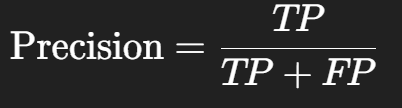 Precision = TP / TP + FP